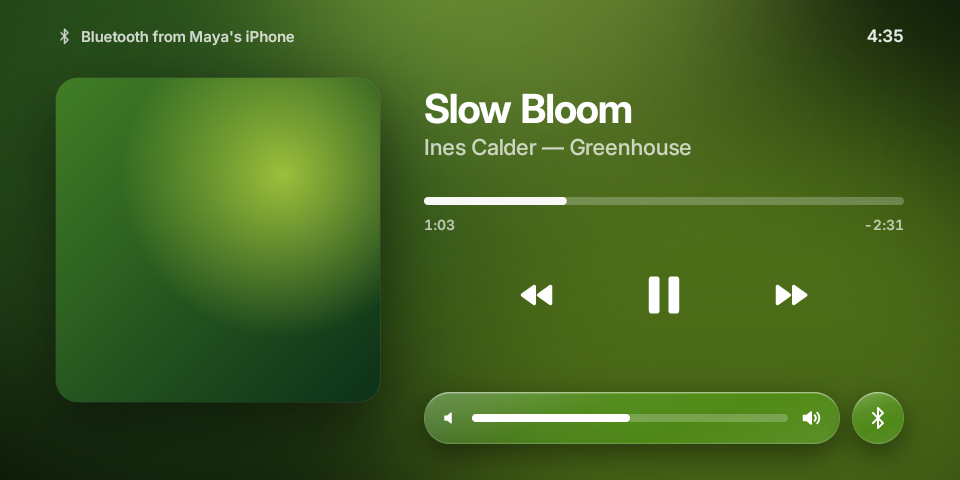 Bluetooth from Maya's iPhone
4:35
Slow Bloom
Ines Calder — Greenhouse
1:03
-2:31